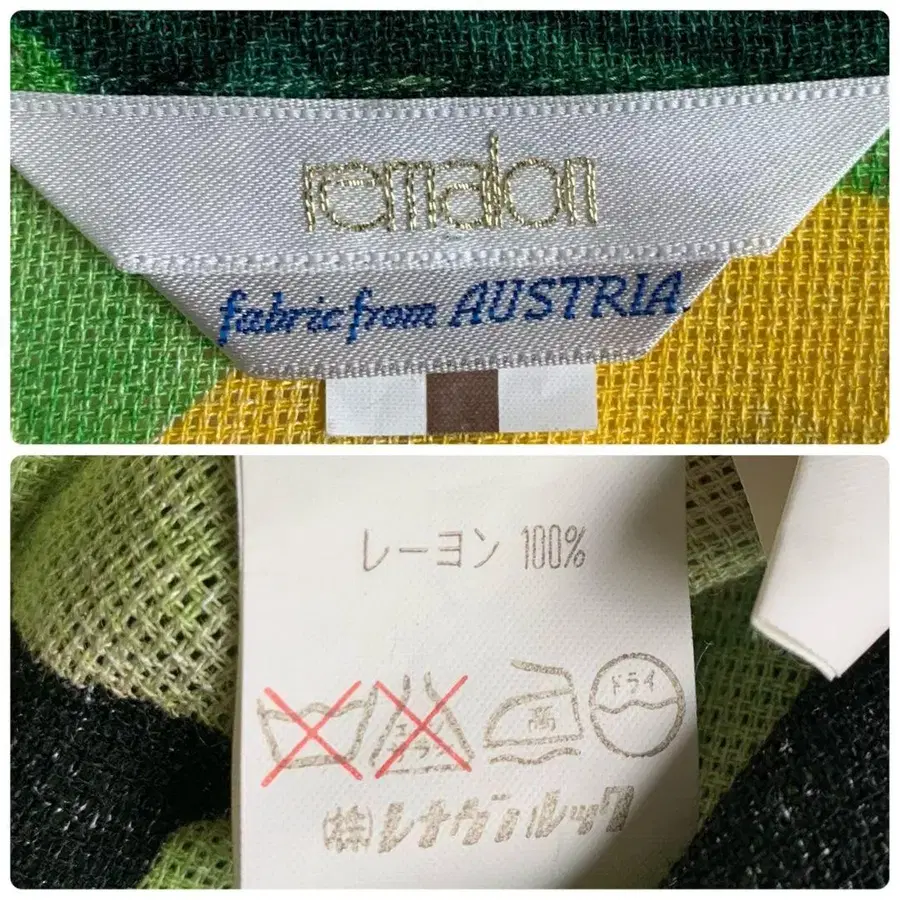 remalon
fabric from AUSTRIA.
レーヨン 100%
高
ドライ
(株)レナウンルック